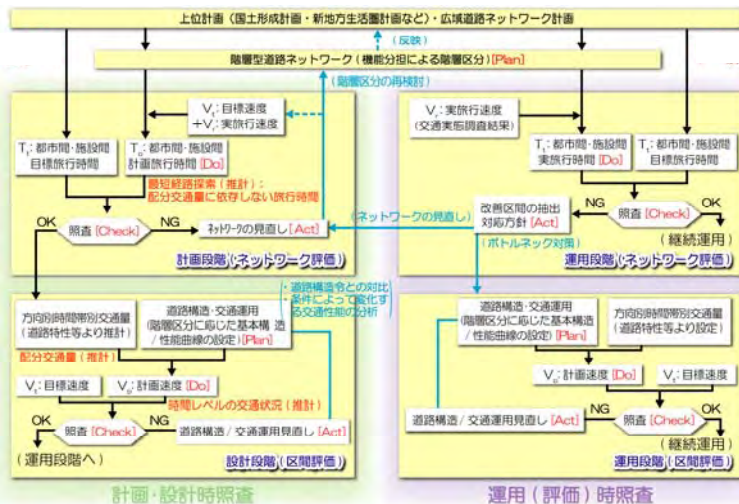 上位計画〈国土形成計画・新地方生活圏計画など〉・広域道路ネットワーク計画
(反映)
階層型道路ネットワーク(機能分担による階層区分)[Plan]
(階層区分の再検討)
Vt:目標速度
+Vr:実旅行速度
Tt:都市間・施設間
目標旅行時間
To:都市間・施設間
計画旅行時間[Do]
最短経路探索(推計):
配分交通量に依存しない旅行時間
OK
照査[Check]
NG
ネットワークの見直し[Act]
計画段階(ネットワーク評価)
Vr:実旅行速度
(交通実態調査結果)
Tt:都市間・施設間
実旅行時間[Do]
Tt:都市間・施設間
目標旅行時間
(ネットワークの見直し)
改善区間の抽出
対応方針[Act]
NG
照査[Check]
OK
(継続運用)
(ボトルネック対策)
運用段階(ネットワーク評価)
方向別時間帯別交通量
(道路特性等より推計)
道路構造・交通運用
(階層区分に応じた基本構造
/性能曲線の設定)[Plan]
・道路構造令との対比
・条件によって変化す
る交通性能の分析
配分交通量(推計)
Vt:目標速度
Vo:計画速度[Do]
時間レベルの交通状況(推計)
OK
照査[Check]
NG
道路構造/交通運用見直し[Act]
(運用段階へ)
設計段階(区間評価)
道路構造・交通運用
(階層区分に応じた基本構造
/性能曲線の設定)[Plan]
方向別時間帯別交通量
(道路特性等より設定)
Vo:計画速度[Do]
Vt:目標速度
道路構造/交通運用見直し[Act]
NG
照査[Check]
OK
(継続運用)
運用段階(区間評価)
計画・設計時照査
運用(評価)時照査